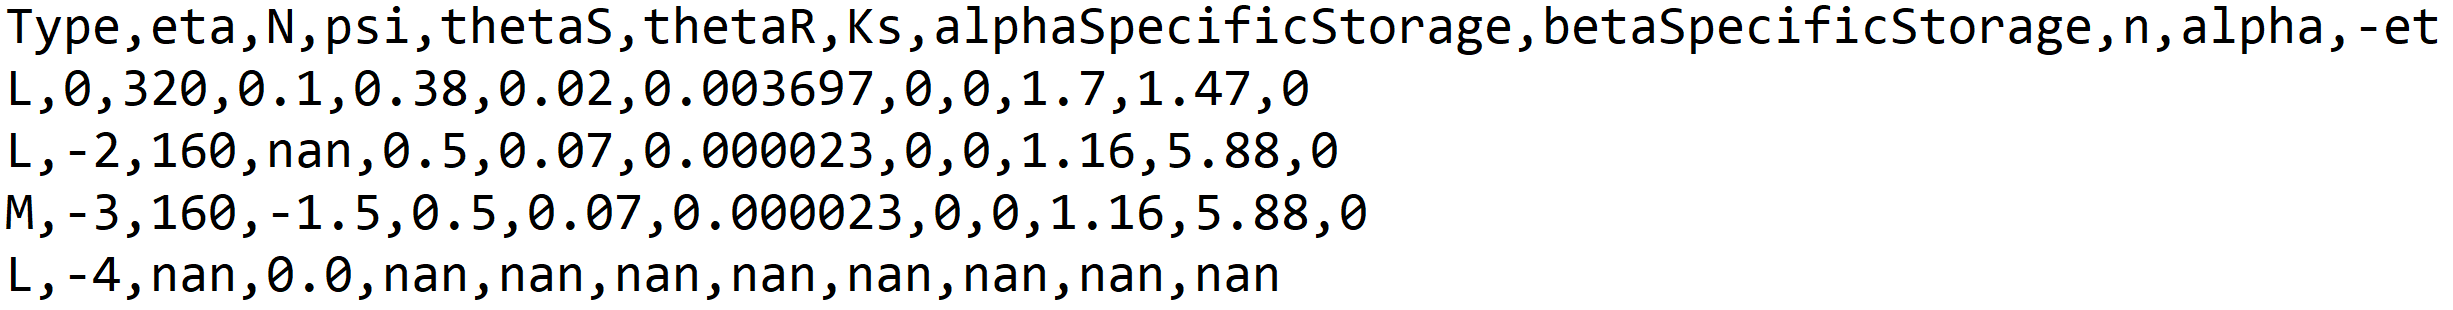 Type,eta,N,psi,thetaS,thetaR,Ks,alphaSpecificStorage,betaSpecificStorage,n,alpha,-et
L,0,320,0.1,0.38,0.02,0.003697,0,0,1.7,1.47,0
L,-2,160,nan,0.5,0.07,0.000023,0,0,1.16,5.88,0
M,-3,160,-1.5,0.5,0.07,0.000023,0,0,1.16,5.88,0
L,-4,nan,0.0,nan,nan,nan,nan,nan,nan,nan,nan